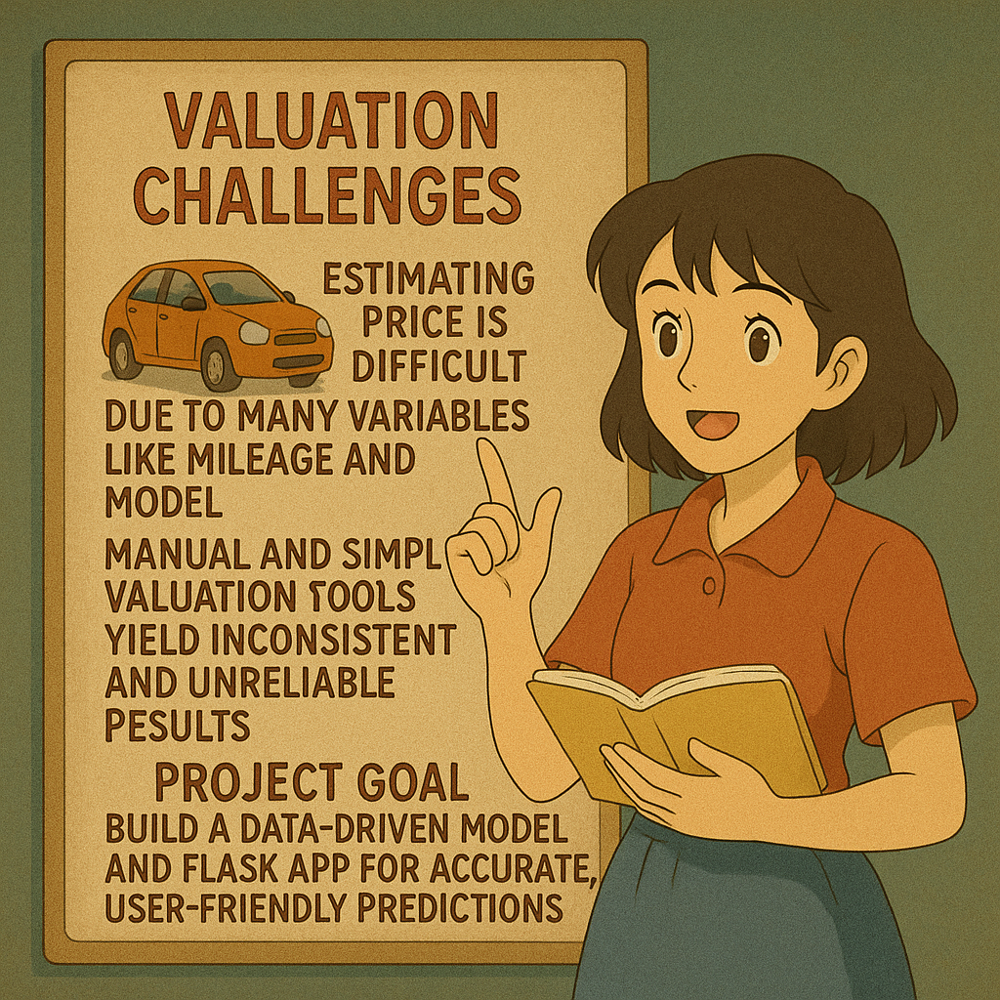 VALUATION
CHALLENGES
ESTIMATING
PRICE IS
DIFFICULT
DUE TO MANY VARIABLES
LIKE MILEAGE AND
MODEL
MANUAL AND SIMPL
VALUATION TOOLS
YIELD INCONSISTENT
AND UNRELIABLE
PESULTS
PROJECT GOAL
BUILD A DATA-DRIVEN MODEL
AND FLASK APP FOR ACCURATE,
USER-FRIENDLY PREDICTIONS